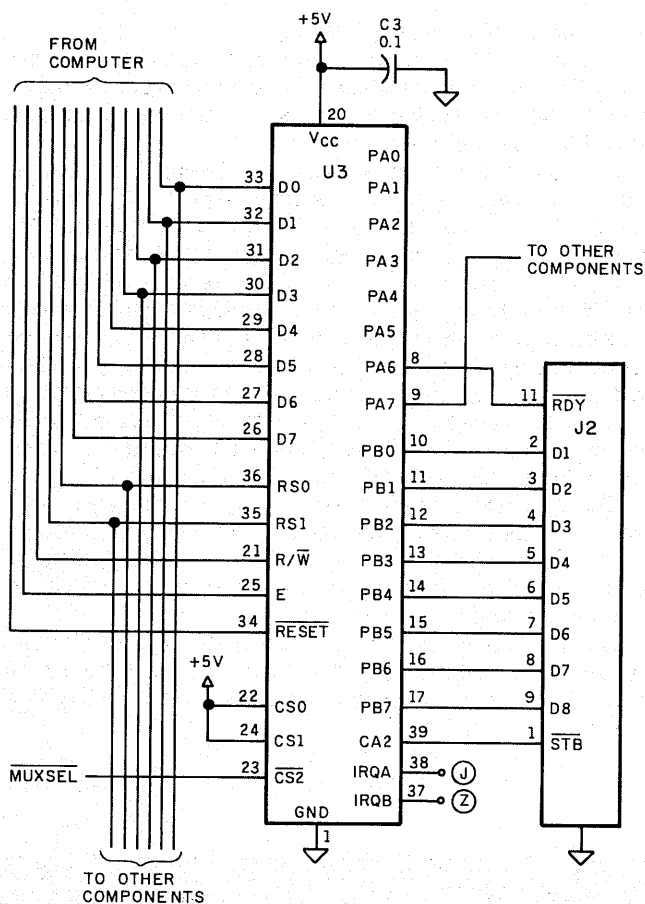 +5V
C3
0.1
FROM
COMPUTER
20
VCC
U3
33
D0
32
D1
31
D2
30
D3
29
D4
28
D5
27
D6
26
D7
36
RS0
35
RS1
21
R/W̅
25
E
34
R̅E̅S̅E̅T̅
+5V
22
CS0
24
CS1
M̅U̅X̅S̅E̅L̅
23
C̅S̅2̅
GND
1
PA0
PA1
PA2
PA3
PA4
PA5
PA6
8
PA7
9
TO OTHER
COMPONENTS
PB0
10
PB1
11
PB2
12
PB3
13
PB4
14
PB5
15
PB6
16
PB7
17
CA2
39
IRQA
38
J
IRQB
37
Z
11
R̅D̅Y̅
J2
2
D1
3
D2
4
D3
5
D4
6
D5
7
D6
8
D7
9
D8
1
S̅T̅B̅
TO OTHER
COMPONENTS